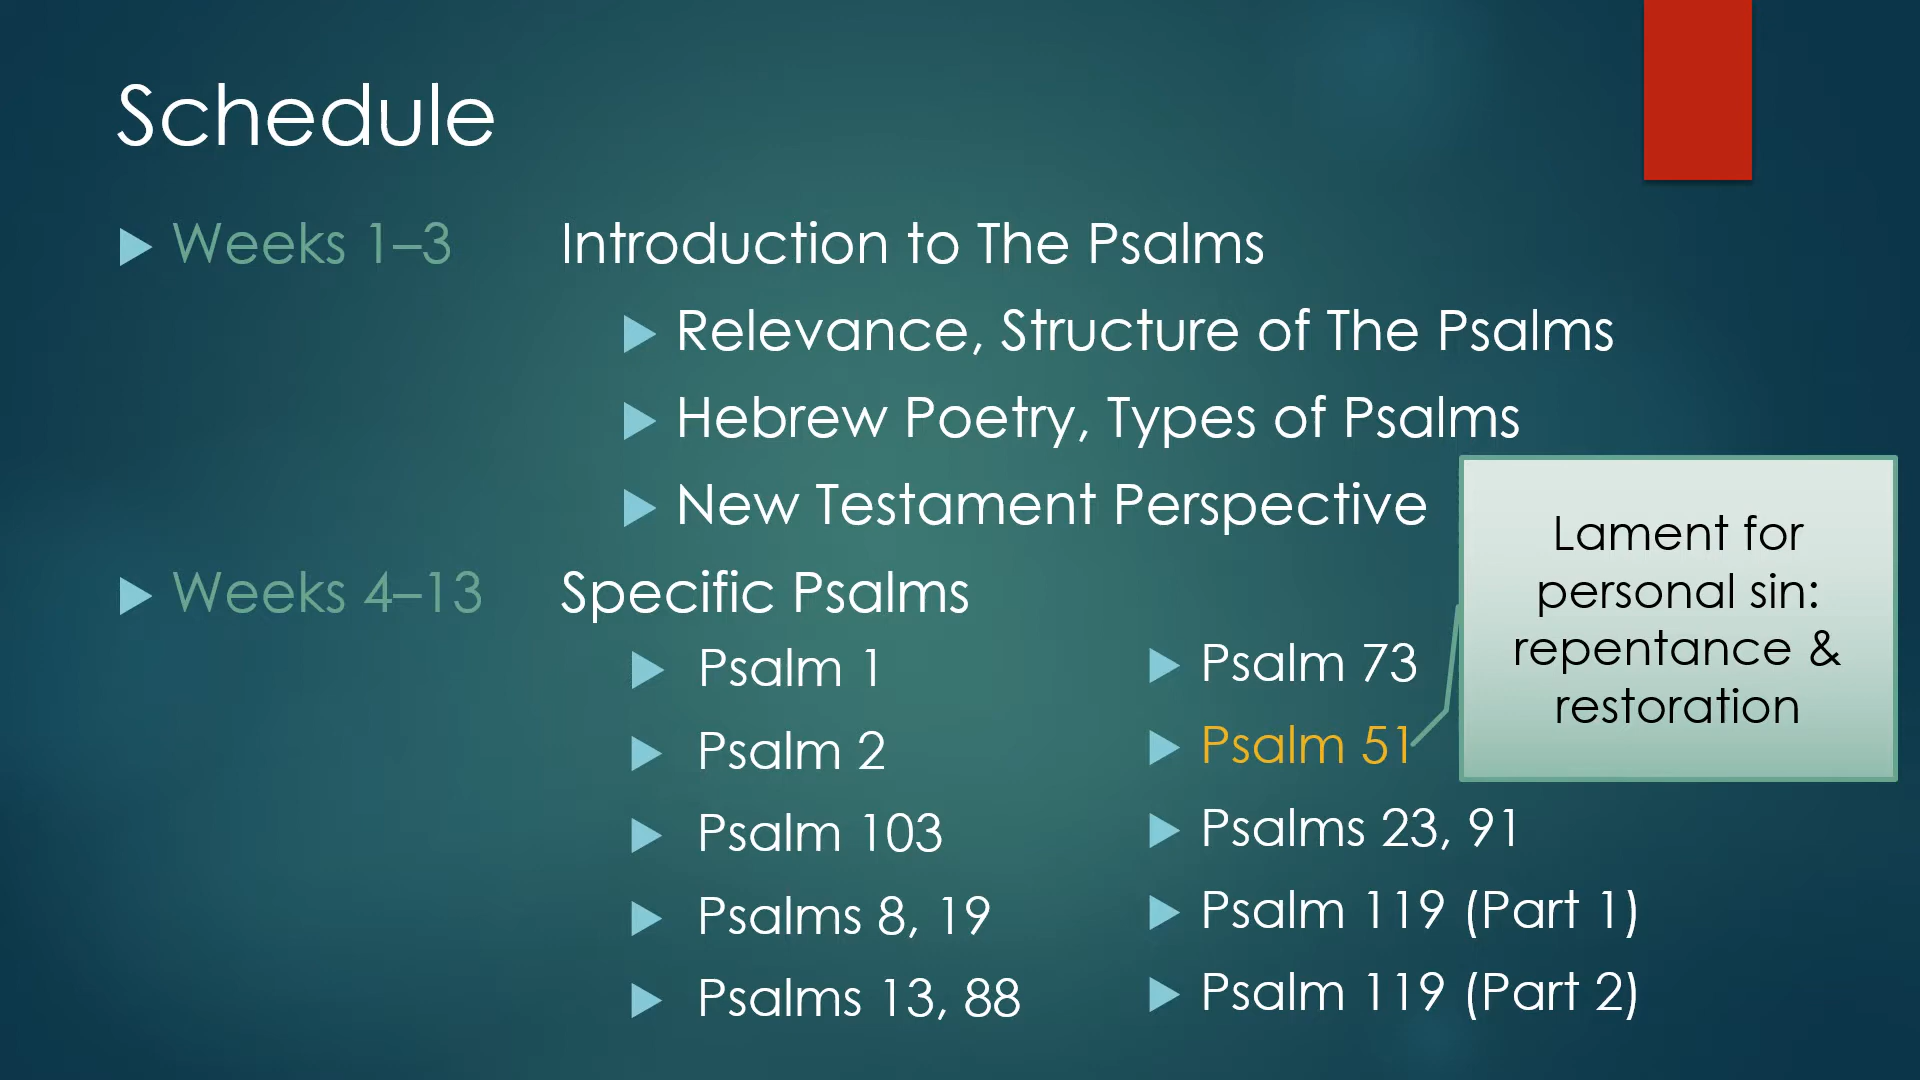 Schedule
Weeks 1–3 Introduction to The Psalms
Relevance, Structure of The Psalms
Hebrew Poetry, Types of Psalms
New Testament Perspective
Weeks 4–13 Specific Psalms
Psalm 1
Psalm 2
Psalm 103
Psalms 8, 19
Psalms 13, 88
Psalm 73
Psalm 51
Psalms 23, 91
Psalm 119 (Part 1)
Psalm 119 (Part 2)
Lament for
personal sin:
repentance &
restoration